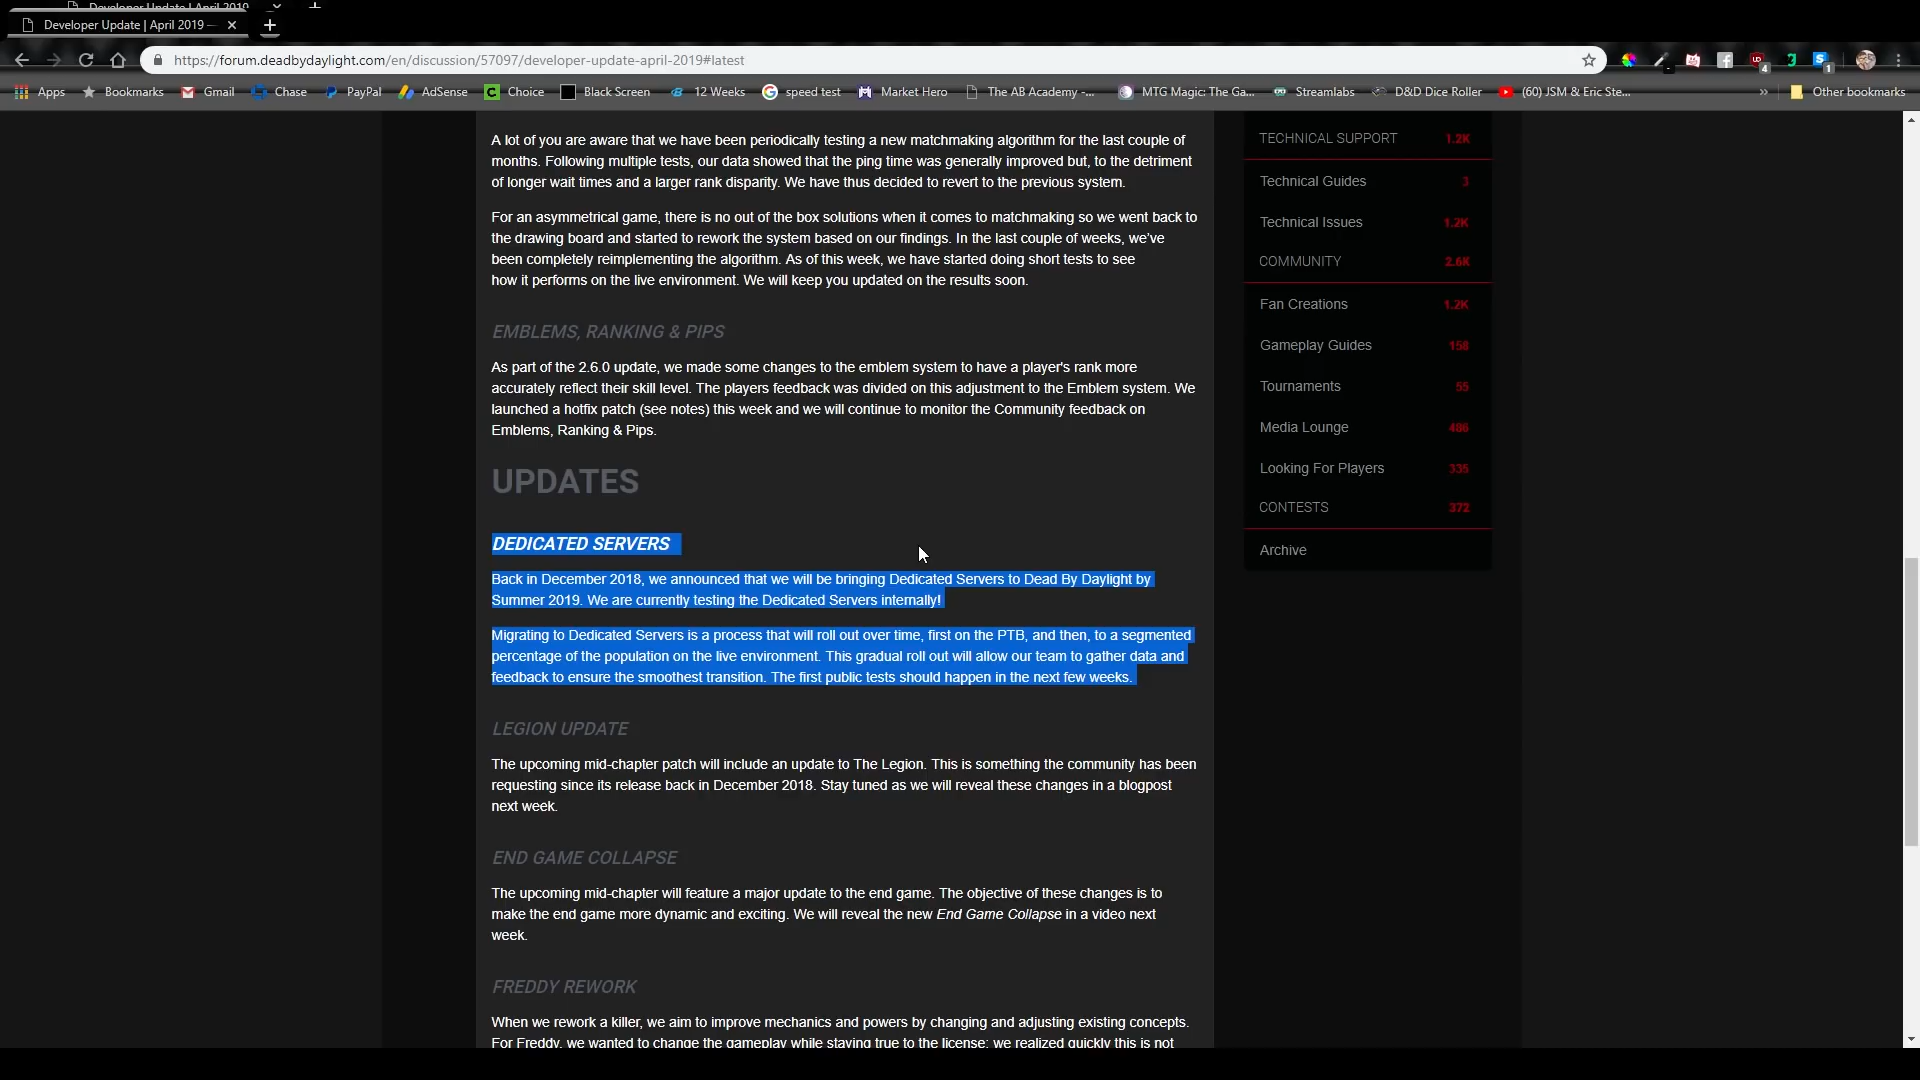 Developer Update | April 2019
Developer Update | April 2019
https://forum.deadbydaylight.com/en/discussion/57097/developer-update-april-2019#latest
Apps Bookmarks Gmail Chase PayPal AdSense Choice Black Screen 12 Weeks speed test Market Hero The AB Academy -... MTG Magic: The Ga... Streamlabs D&D Dice Roller (60) JSM & Eric Ste... » Other bookmarks
A lot of you are aware that we have been periodically testing a new matchmaking algorithm for the last couple of
months. Following multiple tests, our data showed that the ping time was generally improved but, to the detriment
of longer wait times and a larger rank disparity. We have thus decided to revert to the previous system.
For an asymmetrical game, there is no out of the box solutions when it comes to matchmaking so we went back to
the drawing board and started to rework the system based on our findings. In the last couple of weeks, we've
been completely reimplementing the algorithm. As of this week, we have started doing short tests to see
how it performs on the live environment. We will keep you updated on the results soon.
EMBLEMS, RANKING & PIPS
As part of the 2.6.0 update, we made some changes to the emblem system to have a player's rank more
accurately reflect their skill level. The players feedback was divided on this adjustment to the Emblem system. We
launched a hotfix patch (see notes) this week and we will continue to monitor the Community feedback on
Emblems, Ranking & Pips.
UPDATES
DEDICATED SERVERS
Back in December 2018, we announced that we will be bringing Dedicated Servers to Dead By Daylight by
Summer 2019. We are currently testing the Dedicated Servers internally!
Migrating to Dedicated Servers is a process that will roll out over time, first on the PTB, and then, to a segmented
percentage of the population on the live environment. This gradual roll out will allow our team to gather data and
feedback to ensure the smoothest transition. The first public tests should happen in the next few weeks.
LEGION UPDATE
The upcoming mid-chapter patch will include an update to The Legion. This is something the community has been
requesting since its release back in December 2018. Stay tuned as we will reveal these changes in a blogpost
next week.
END GAME COLLAPSE
The upcoming mid-chapter will feature a major update to the end game. The objective of these changes is to
make the end game more dynamic and exciting. We will reveal the new End Game Collapse in a video next
week.
FREDDY REWORK
When we rework a killer, we aim to improve mechanics and powers by changing and adjusting existing concepts.
For Freddy, we wanted to change the gameplay while staying true to the license; we realized quickly this is not
TECHNICAL SUPPORT 1.2K
Technical Guides 3
Technical Issues 1.2K
COMMUNITY 2.6K
Fan Creations 1.2K
Gameplay Guides 158
Tournaments 55
Media Lounge 486
Looking For Players 335
CONTESTS 372
Archive